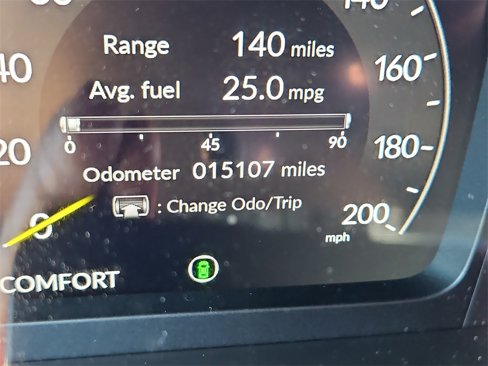 Range 140 miles
140
40
Avg. fuel 25.0 mpg
160
0 45 90
20
180
Odometer 015107 miles
: Change Odo/Trip
0
200
mph
COMFORT